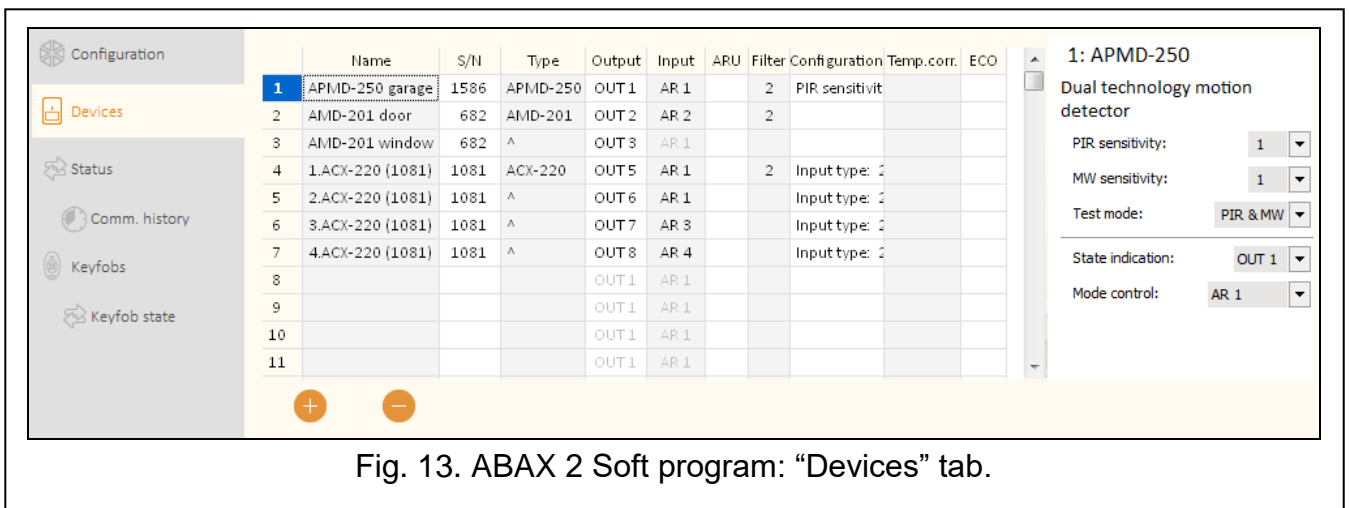 Configuration
Devices
Status
Comm. history
Keyfobs
Keyfob state
Name S/N Type Output Input ARU Filter Configuration Temp.corr. ECO
1 APMD-250 garage 1586 APMD-250 OUT 1 AR 1 2 PIR sensitivit
2 AMD-201 door 682 AMD-201 OUT 2 AR 2 2
3 AMD-201 window 682 ^ OUT 3 AR 1
4 1.ACX-220 (1081) 1081 ACX-220 OUT 5 AR 1 2 Input type: 2
5 2.ACX-220 (1081) 1081 ^ OUT 6 AR 1 Input type: 2
6 3.ACX-220 (1081) 1081 ^ OUT 7 AR 3 Input type: 2
7 4.ACX-220 (1081) 1081 ^ OUT 8 AR 4 Input type: 2
8 OUT 1 AR 1
9 OUT 1 AR 1
10 OUT 1 AR 1
11 OUT 1 AR 1
1: APMD-250
Dual technology motion
detector
PIR sensitivity: 1
MW sensitivity: 1
Test mode: PIR & MW
State indication: OUT 1
Mode control: AR 1
Fig. 13. ABAX 2 Soft program: “Devices” tab.